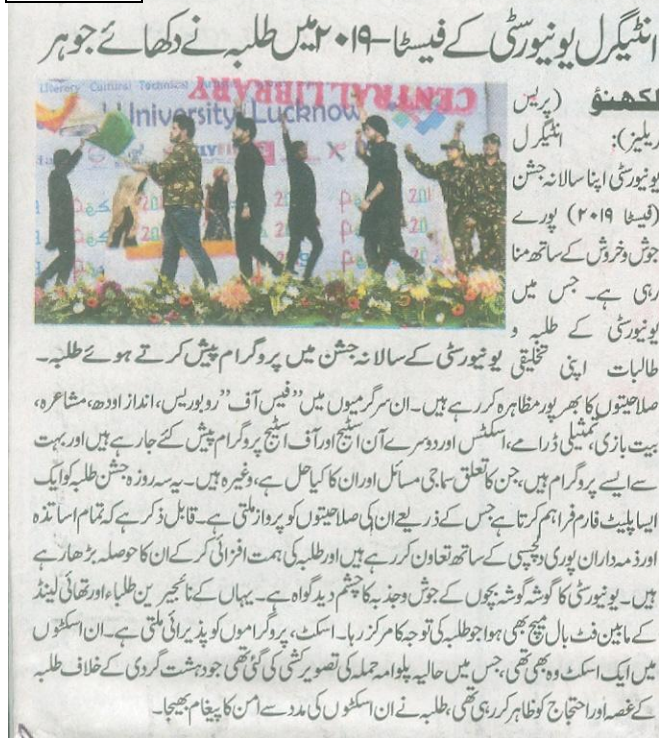 انٹیگرل یونیورسٹی کے فیسٹا-۲۰۱۹ میں طلبہ نے دکھائے جوہر
Literary Cultural Technical
CENTRAL LIBRARY
University, Lucknow
لکھنؤ (پریس
ریلیز): انٹیگرل
یونیورسٹی اپنا سالانہ جشن
(فیسٹا ۲۰۱۹) پورے
جوش و خروش کے ساتھ منا
رہی ہے۔ جس میں
یونیورسٹی کے طلبہ و
طالبات اپنی تخلیقی
یونیورسٹی کے سالانہ جشن میں پروگرام پیش کرتے ہوئے طلبہ۔
صلاحیتوں کا بھرپور مظاہرہ کر رہے ہیں۔ ان سرگرمیوں میں ''فیس آف'' روبوریس، انداز اودھ، مشاعرہ،
بیت بازی، تمثیلی ڈرامے، اسکٹس اور دوسرے آن اسٹیج اور آف اسٹیج پروگرام پیش کئے جا رہے ہیں اور بہت
سے ایسے پروگرام ہیں، جن کا تعلق سماجی مسائل اور ان کا کیا حل ہے، وغیرہ ہیں۔ یہ سہ روزہ جشن طلبہ کو ایک
ایسا پلیٹ فارم فراہم کرتا ہے جس کے ذریعے ان کی صلاحیتوں کو پرواز ملتی ہے۔ قابل ذکر ہے کہ تمام اساتذہ
اور ذمہ داران پوری دلچسپی کے ساتھ تعاون کر رہے ہیں اور طلبہ کی ہمت افزائی کر کے ان کا حوصلہ بڑھا رہے
ہیں۔ یونیورسٹی کا گوشہ گوشہ بچوں کے جوش و جذبہ کا چشم دید گواہ ہے۔ یہاں کے نائجیرین طلباء اور تھائی لینڈ
کے مابین فٹ بال میچ بھی ہوا جو طلبہ کی توجہ کا مرکز رہا۔ اسکٹ، پروگراموں کو پذیرائی ملتی ہے۔ ان اسکٹوں
میں ایک اسکٹ وہ بھی تھی، جس میں حالیہ پلوامہ حملہ کی تصویر کشی کی گئی تھی جو دہشت گردی کے خلاف طلبہ
کے غصہ اور احتجاج کو ظاہر کر رہی تھی، طلبہ نے ان اسکٹوں کی مدد سے امن کا پیغام بھیجا۔